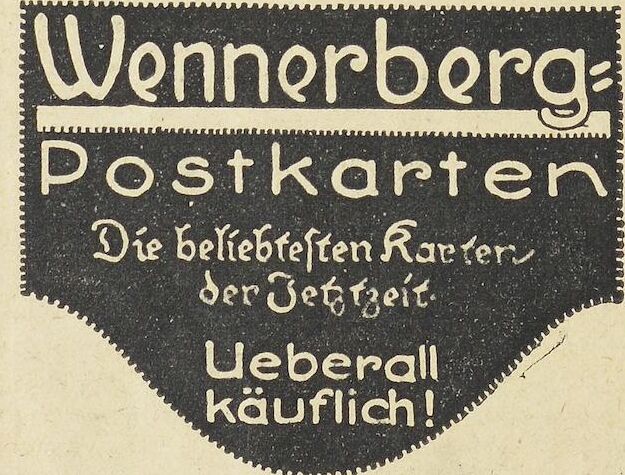 Wennerberg=
Postkarten
Die beliebteſten Karten
der Jetztzeit.
Ueberall
käuflich!